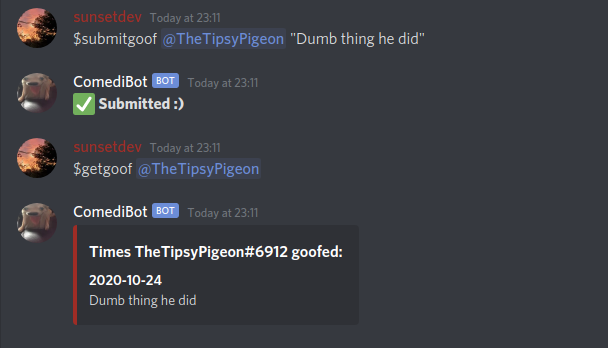 sunsetdev Today at 23:11
$submitgoof @TheTipsyPigeon "Dumb thing he did"
ComediBot BOT Today at 23:11
✅ Submitted :)
sunsetdev Today at 23:11
$getgoof @TheTipsyPigeon
ComediBot BOT Today at 23:11
Times TheTipsyPigeon#6912 goofed:
2020-10-24
Dumb thing he did